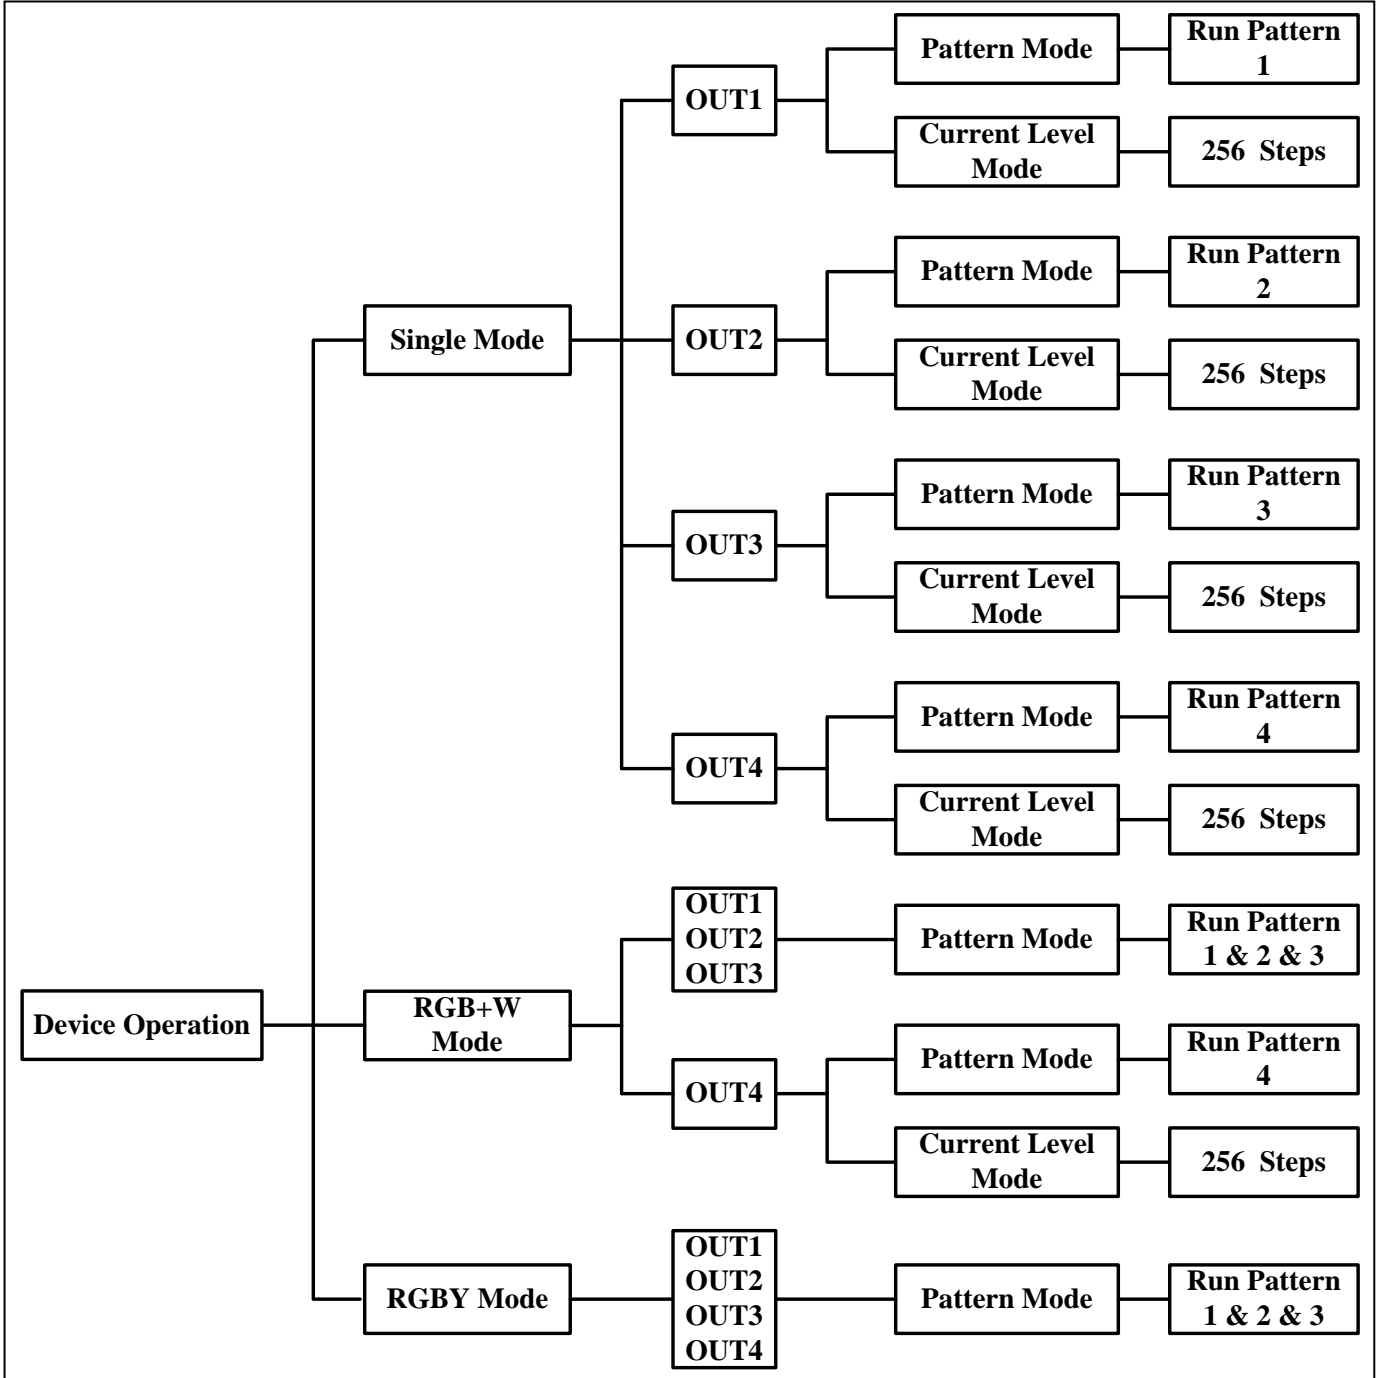 Pattern Mode
Run Pattern
1
OUT1
Current Level
Mode
256 Steps
Pattern Mode
Run Pattern
2
Single Mode
OUT2
Current Level
Mode
256 Steps
Pattern Mode
Run Pattern
3
OUT3
Current Level
Mode
256 Steps
Pattern Mode
Run Pattern
4
OUT4
Current Level
Mode
256 Steps
Device Operation
RGB+W
Mode
OUT1
OUT2
OUT3
Pattern Mode
Run Pattern
1 & 2 & 3
OUT4
Pattern Mode
Run Pattern
4
Current Level
Mode
256 Steps
RGBY Mode
OUT1
OUT2
OUT3
OUT4
Pattern Mode
Run Pattern
1 & 2 & 3